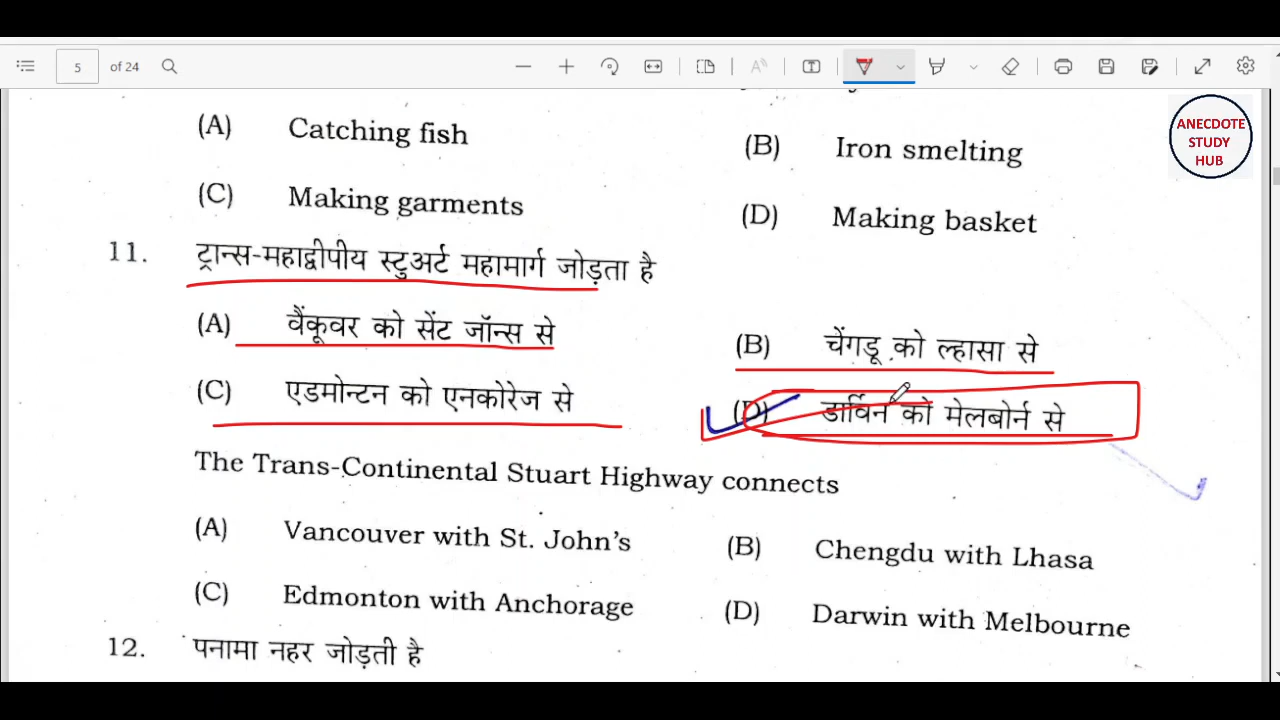 5 of 24
ANECDOTE
STUDY
HUB
(A) Catching fish
(B) Iron smelting
(C) Making garments
(D) Making basket
11. ट्रान्स-महाद्वीपीय स्टुअर्ट महामार्ग जोड़ता है
(A) वैंकूवर को सेंट जॉन्स से
(B) चेंगडू को ल्हासा से
(C) एडमोन्टन को एनकोरेज से
(D) डार्विन को मेलबोर्न से
The Trans-Continental Stuart Highway connects
(A) Vancouver with St. John's
(B) Chengdu with Lhasa
(C) Edmonton with Anchorage
(D) Darwin with Melbourne
12. पनामा नहर जोड़ती है